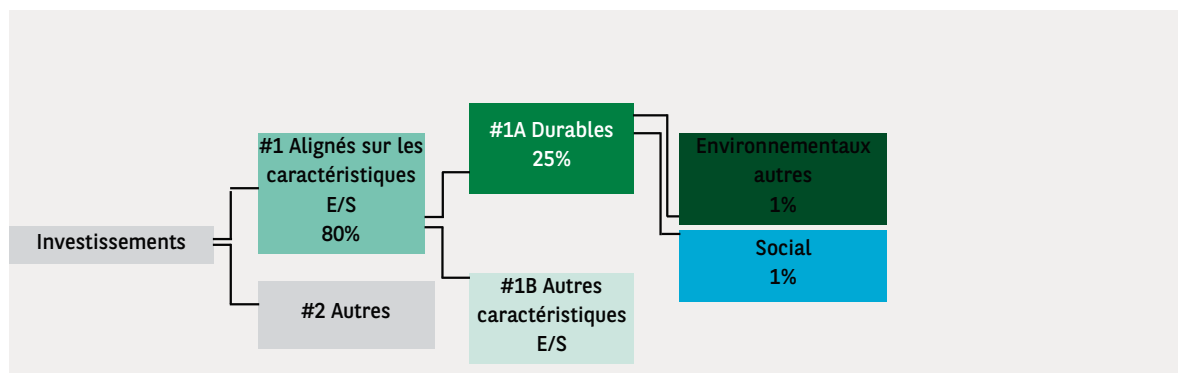 Investissements
#1 Alignés sur les
caractéristiques
E/S
80%
#2 Autres
#1A Durables
25%
#1B Autres
caractéristiques
E/S
Environnementaux
autres
1%
Social
1%